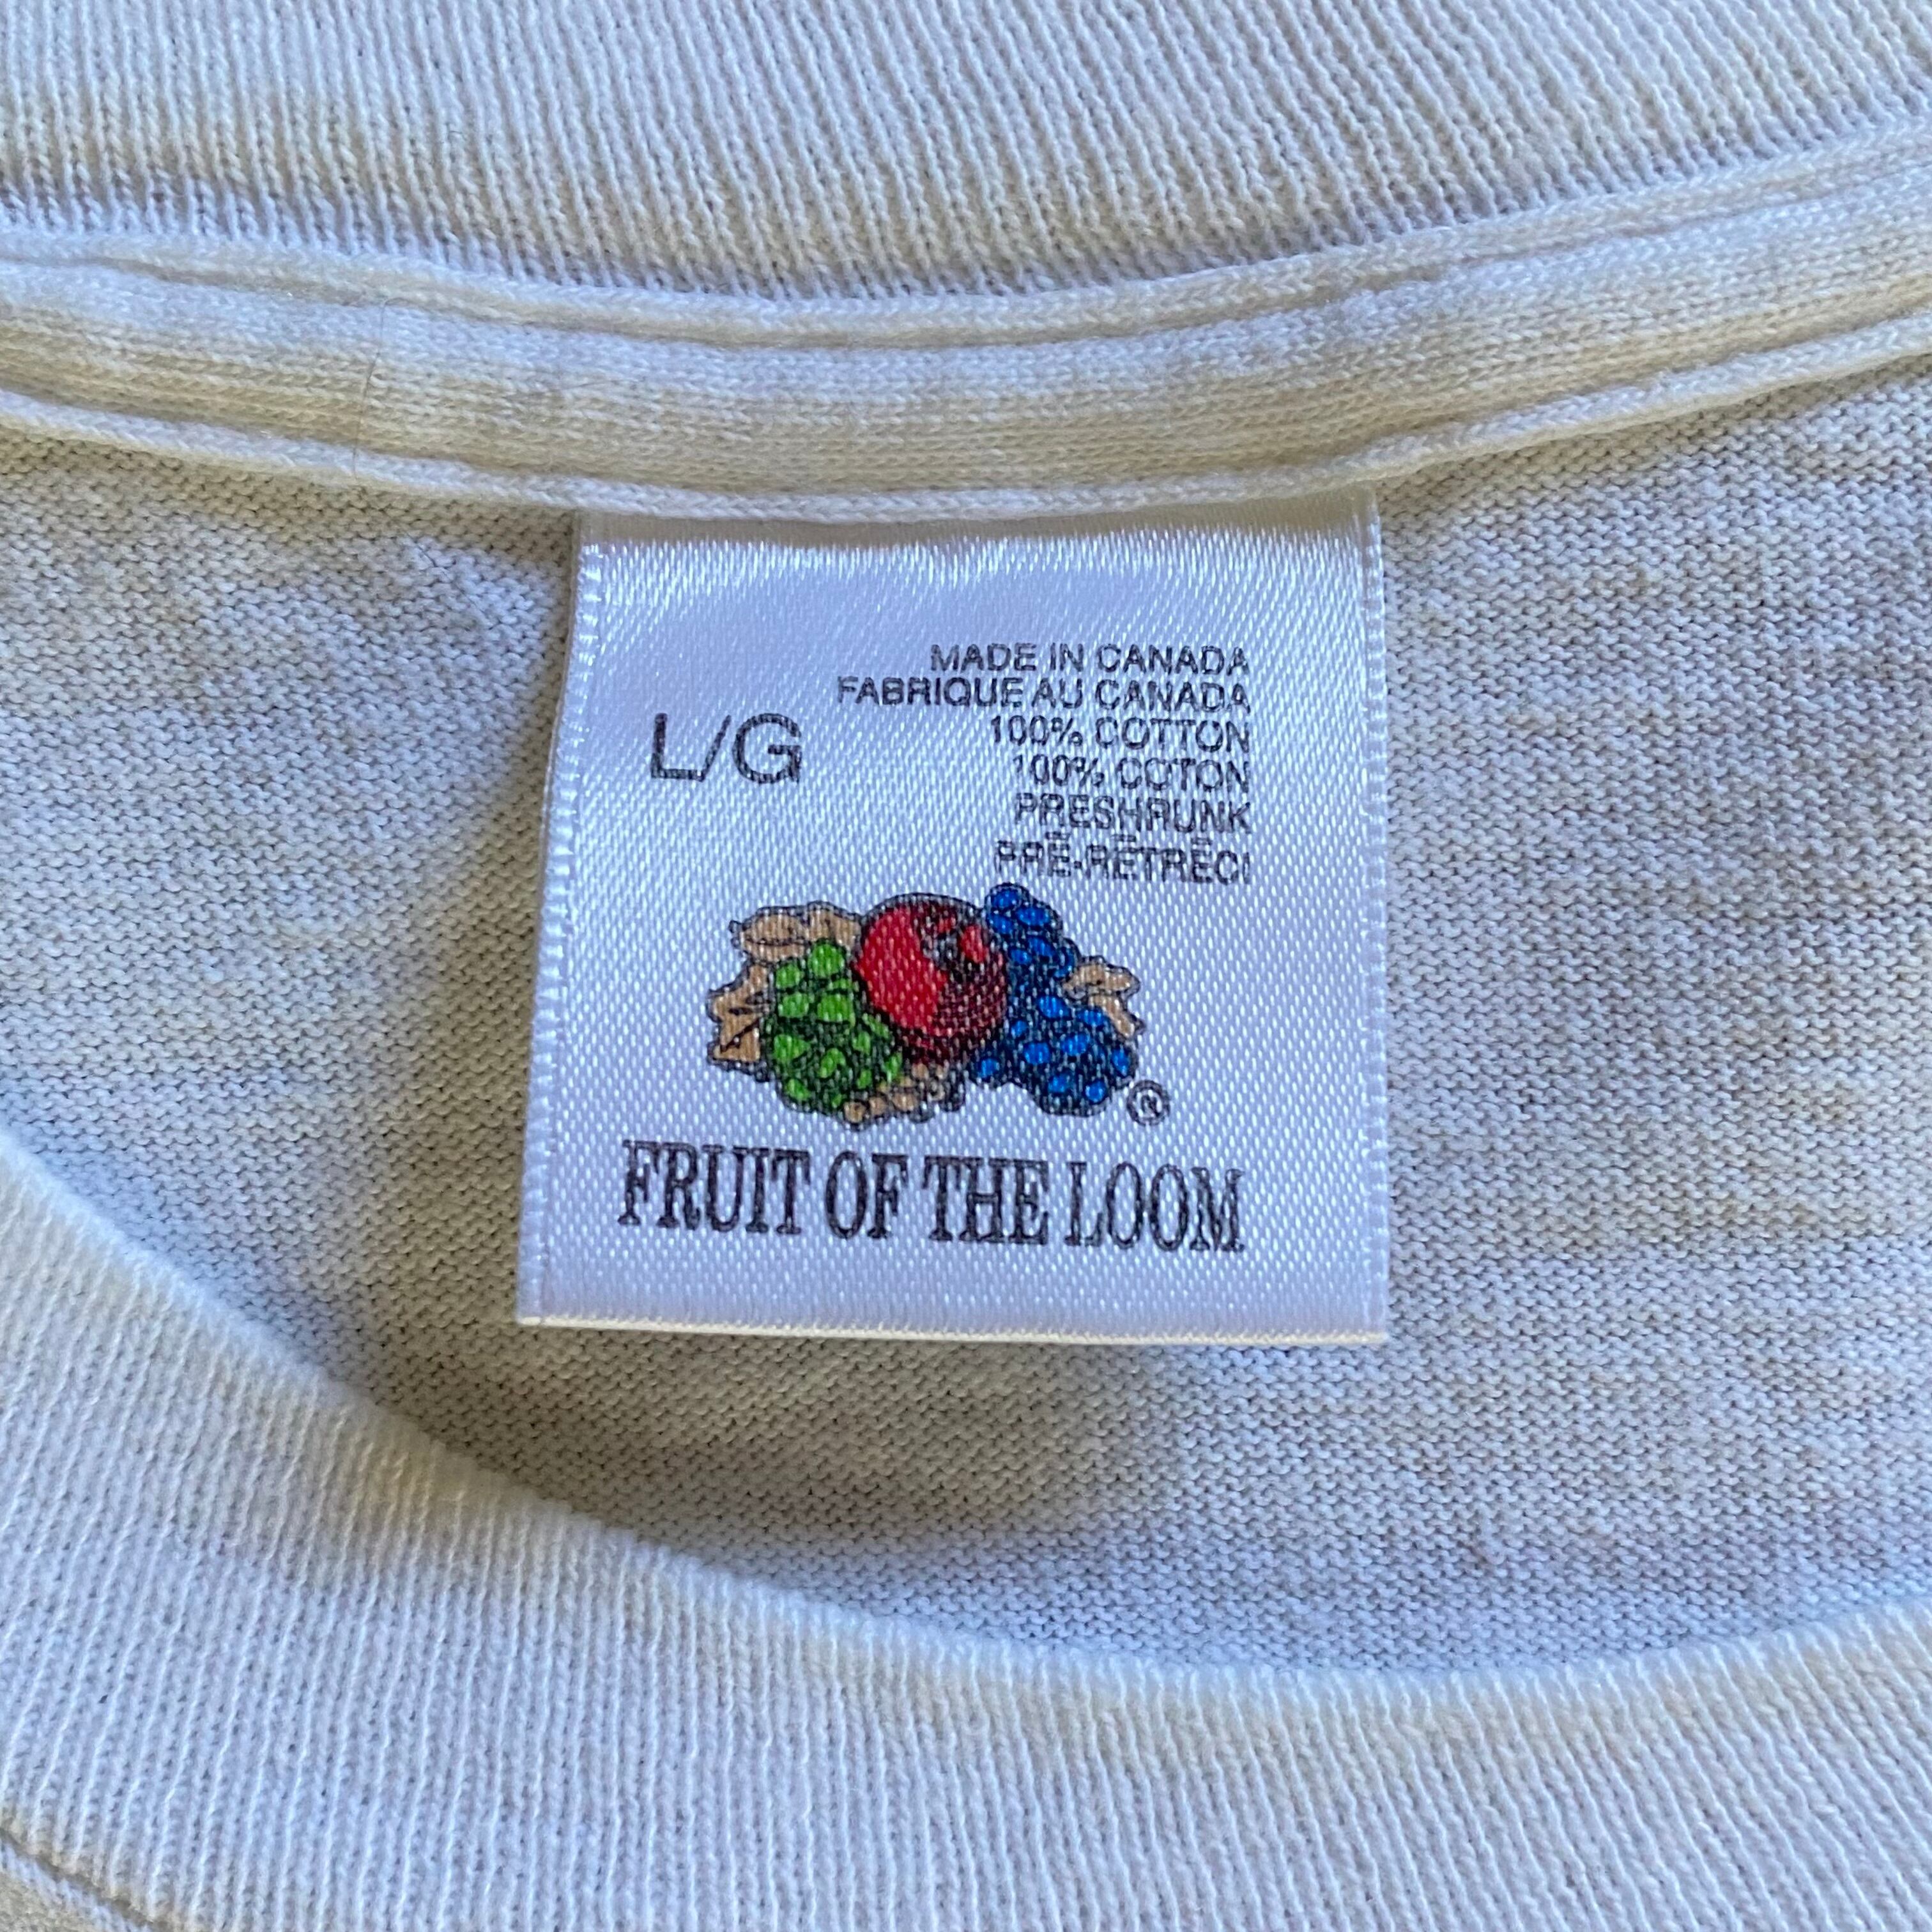 MADE IN CANADA
FABRIQUE AU CANADA
L/G
100% COTTON
100% COTON
PRESHRUNK
PRÉ-RÉTRÉCI
®
FRUIT OF THE LOOM